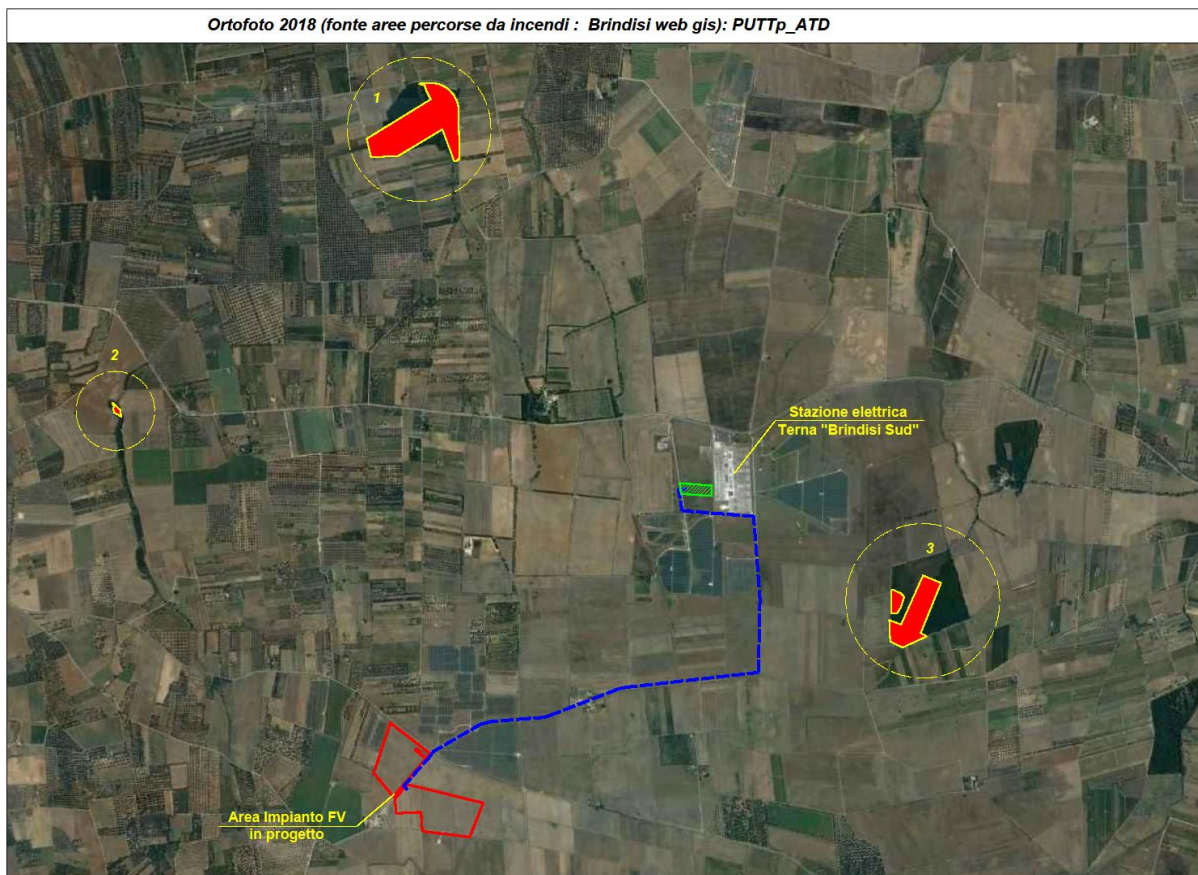 Ortofoto 2018 (fonte aree percorse da incendi : Brindisi web gis): PUTTp_ATD
1
2
Stazione elettrica
Terna "Brindisi Sud"
3
Area Impianto FV
in progetto